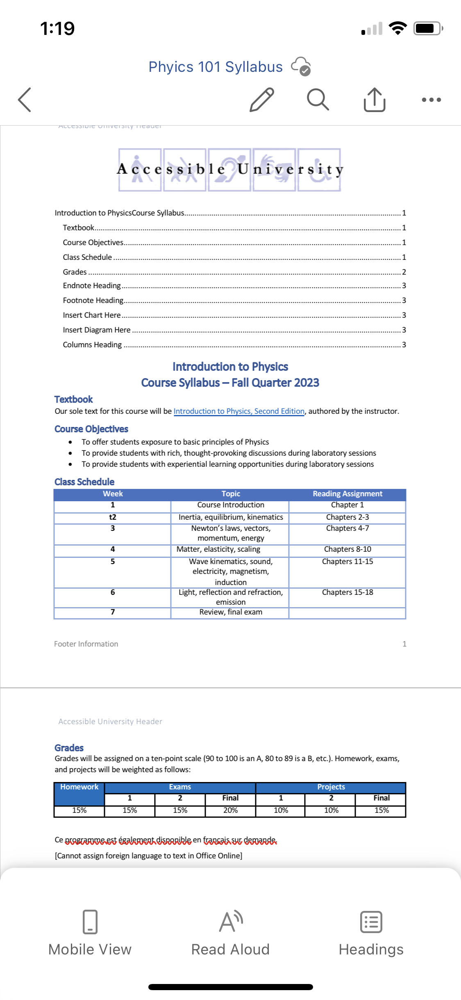 1:19
Phyics 101 Syllabus
Accessible University Header
Accessible University
Introduction to PhysicsCourse Syllabus 1
Textbook 1
Course Objectives 1
Class Schedule 1
Grades 2
Endnote Heading 3
Footnote Heading 3
Insert Chart Here 3
Insert Diagram Here 3
Columns Heading 3
Introduction to Physics
Course Syllabus – Fall Quarter 2023
Textbook
Our sole text for this course will be Introduction to Physics, Second Edition, authored by the instructor.
Course Objectives
• To offer students exposure to basic principles of Physics
• To provide students with rich, thought-provoking discussions during laboratory sessions
• To provide students with experiential learning opportunities during laboratory sessions
Class Schedule
Week Topic Reading Assignment
1 Course Introduction Chapter 1
t2 Inertia, equilibrium, kinematics Chapters 2-3
3 Newton's laws, vectors, Chapters 4-7
momentum, energy
4 Matter, elasticity, scaling Chapters 8-10
5 Wave kinematics, sound, Chapters 11-15
electricity, magnetism,
induction
6 Light, reflection and refraction, Chapters 15-18
emission
7 Review, final exam
Footer Information 1
Accessible University Header
Grades
Grades will be assigned on a ten-point scale (90 to 100 is an A, 80 to 89 is a B, etc.). Homework, exams,
and projects will be weighted as follows:
Homework Exams Projects
1 2 Final 1 2 Final
15% 15% 15% 20% 10% 10% 15%
Ce programme est également disponible en français sur demande.
[Cannot assign foreign language to text in Office Online]
Mobile View Read Aloud Headings